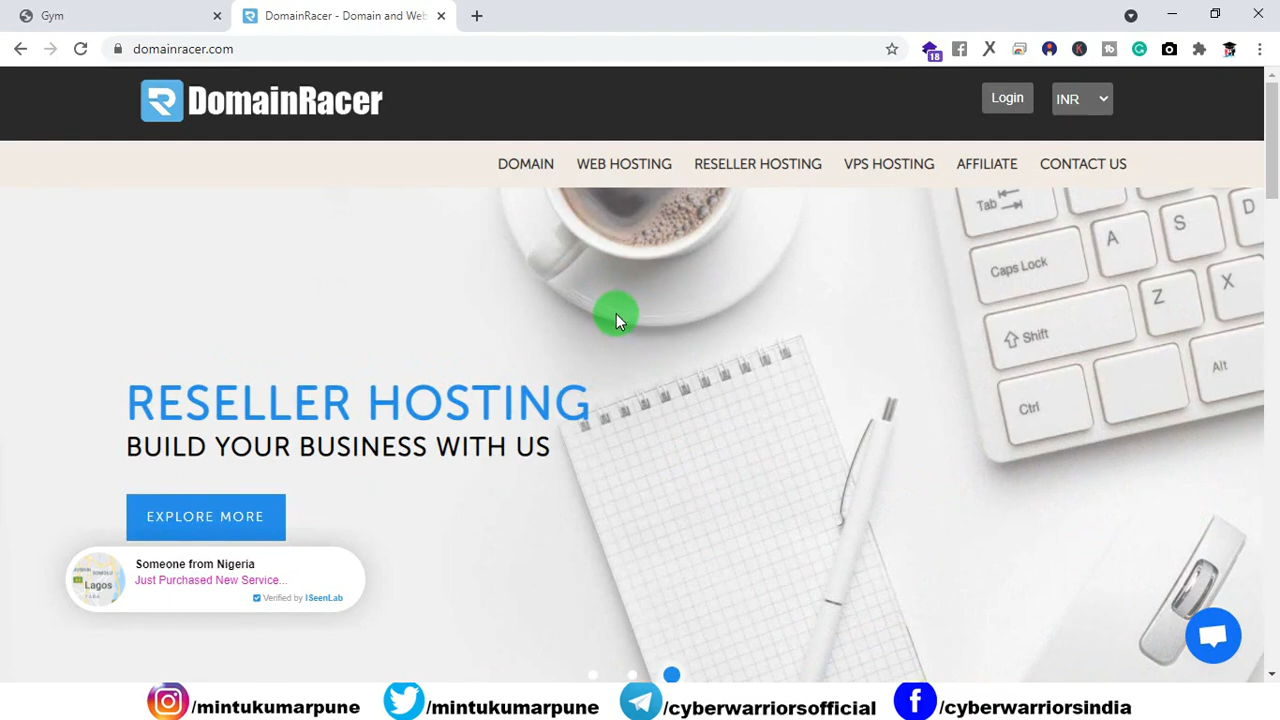 Gym
DomainRacer - Domain and Web
domainracer.com
18
DomainRacer
Login
INR
DOMAIN WEB HOSTING RESELLER HOSTING VPS HOSTING AFFILIATE CONTACT US
Tab
Caps Lock
A
S
D
Shift
Z
X
Ctrl
Alt
RESELLER HOSTING
BUILD YOUR BUSINESS WITH US
EXPLORE MORE
Someone from Nigeria
Lagos
Just Purchased New Service...
Verified by ISeenLab
/mintukumarpune /mintukumarpune /cyberwarriorsofficial /cyberwarriorsindia